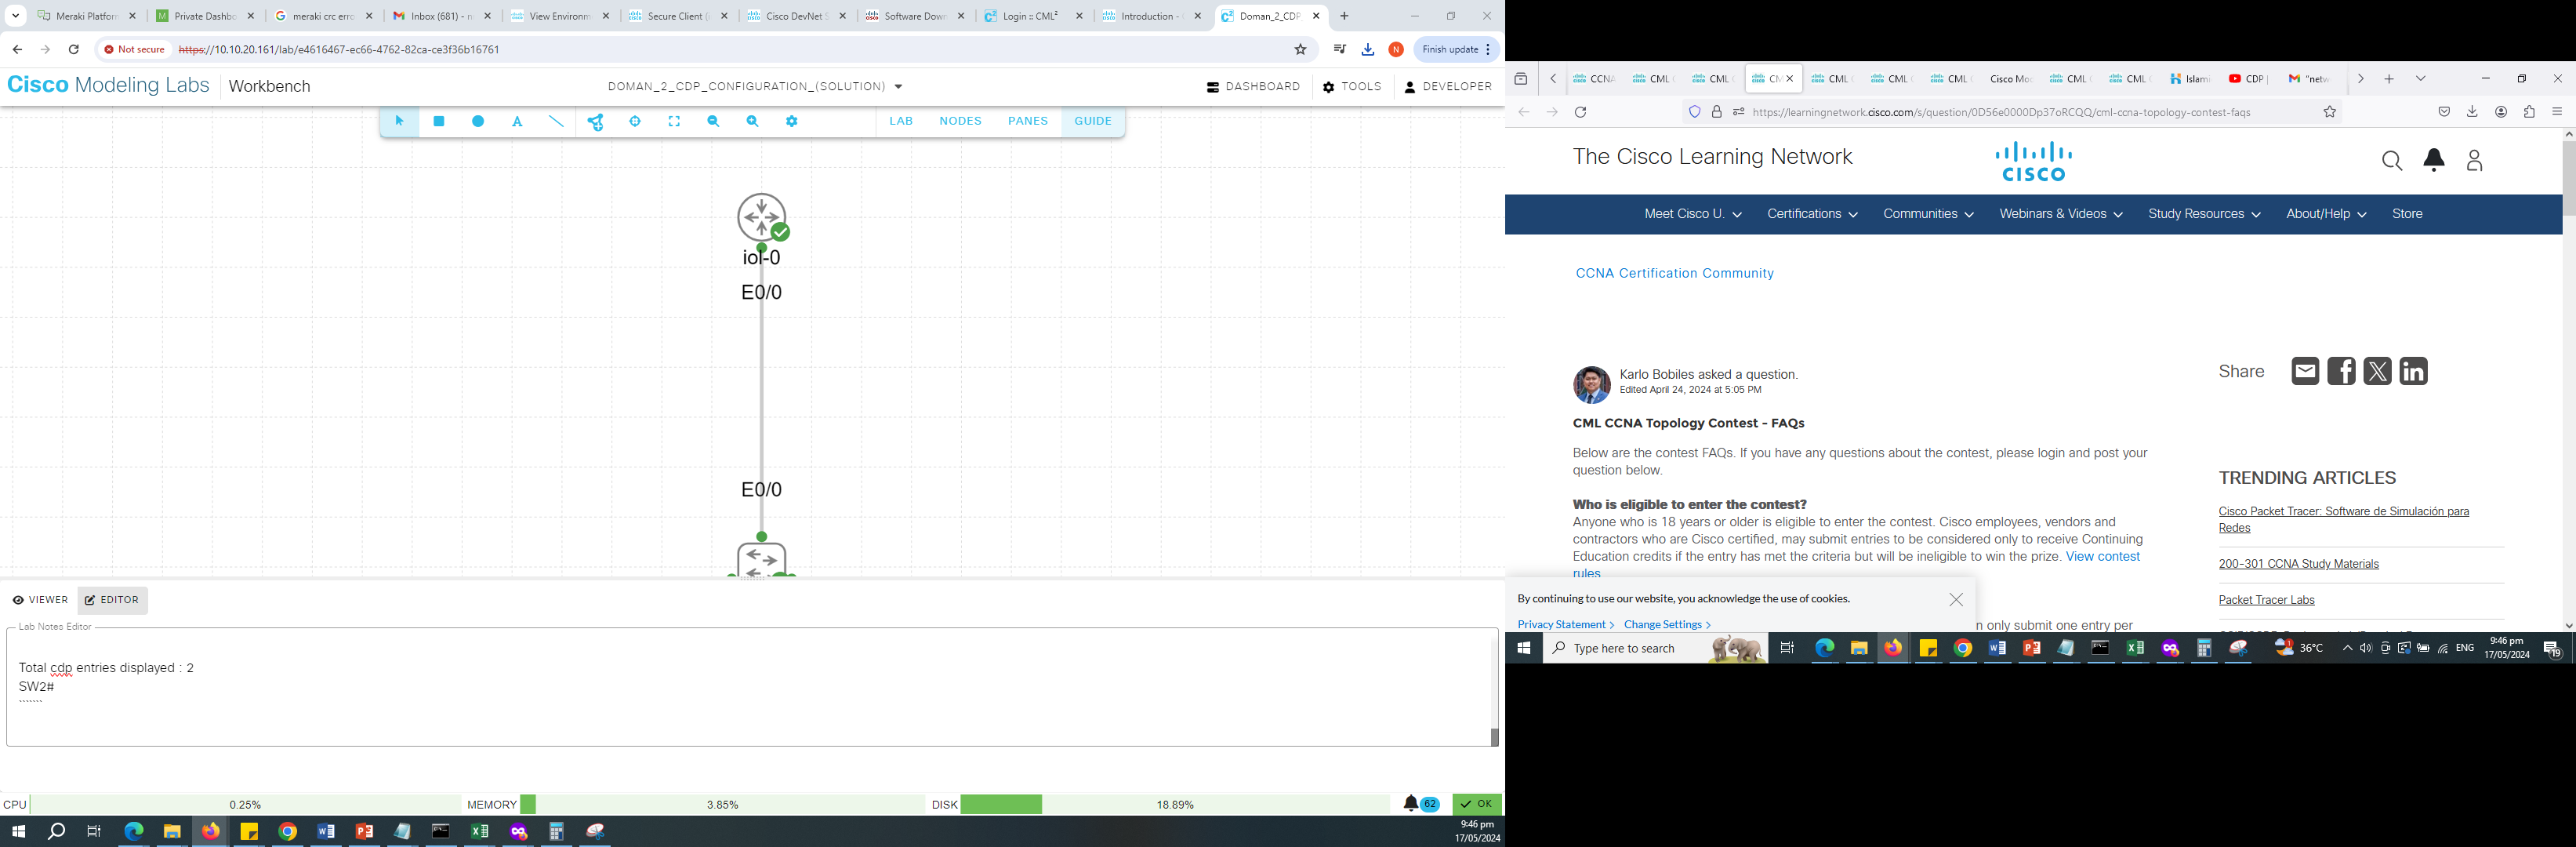 Meraki Platforn
Private Dashbo
meraki crc erro
Inbox (681) - n
View Environm
Secure Client (i
Cisco DevNet S
Software Down
Login :: CML²
Introduction -
Doman_2_CDP
Not secure
https://10.10.20.161/lab/e4616467-ec66-4762-82ca-ce3f36b16761
N
Finish update
Cisco Modeling Labs
Workbench
DOMAN_2_CDP_CONFIGURATION_(SOLUTION)
DASHBOARD
TOOLS
DEVELOPER
A
LAB
NODES
PANES
GUIDE
iol-0
E0/0
E0/0
VIEWER
EDITOR
Lab Notes Editor
Total cdp entries displayed : 2
SW2#
```````
CPU
0.25%
MEMORY
3.85%
DISK
18.89%
62
OK
9:46 pm
17/05/2024
CCNA
CML
CML
CM
CML
CML
CML
Cisco Mo
CML
CML
Islami
CDP |
"netw
https://learningnetwork.cisco.com/s/question/0D56e0000Dp37oRCQQ/cml-ccna-topology-contest-faqs
The Cisco Learning Network
CISCO
Meet Cisco U.
Certifications
Communities
Webinars & Videos
Study Resources
About/Help
Store
CCNA Certification Community
Karlo Bobiles asked a question.
Edited April 24, 2024 at 5:05 PM
Share
CML CCNA Topology Contest - FAQs
Below are the contest FAQs. If you have any questions about the contest, please login and post your
question below.
Who is eligible to enter the contest?
Anyone who is 18 years or older is eligible to enter the contest. Cisco employees, vendors and
contractors who are Cisco certified, may submit entries to be considered only to receive Continuing
Education credits if the entry has met the criteria but will be ineligible to win the prize. View contest
rules
n only submit one entry per
TRENDING ARTICLES
Cisco Packet Tracer: Software de Simulación para
Redes
200-301 CCNA Study Materials
Packet Tracer Labs
By continuing to use our website, you acknowledge the use of cookies.
Privacy Statement >
Change Settings >
Type here to search
36°C
ENG
9:46 pm
17/05/2024
19